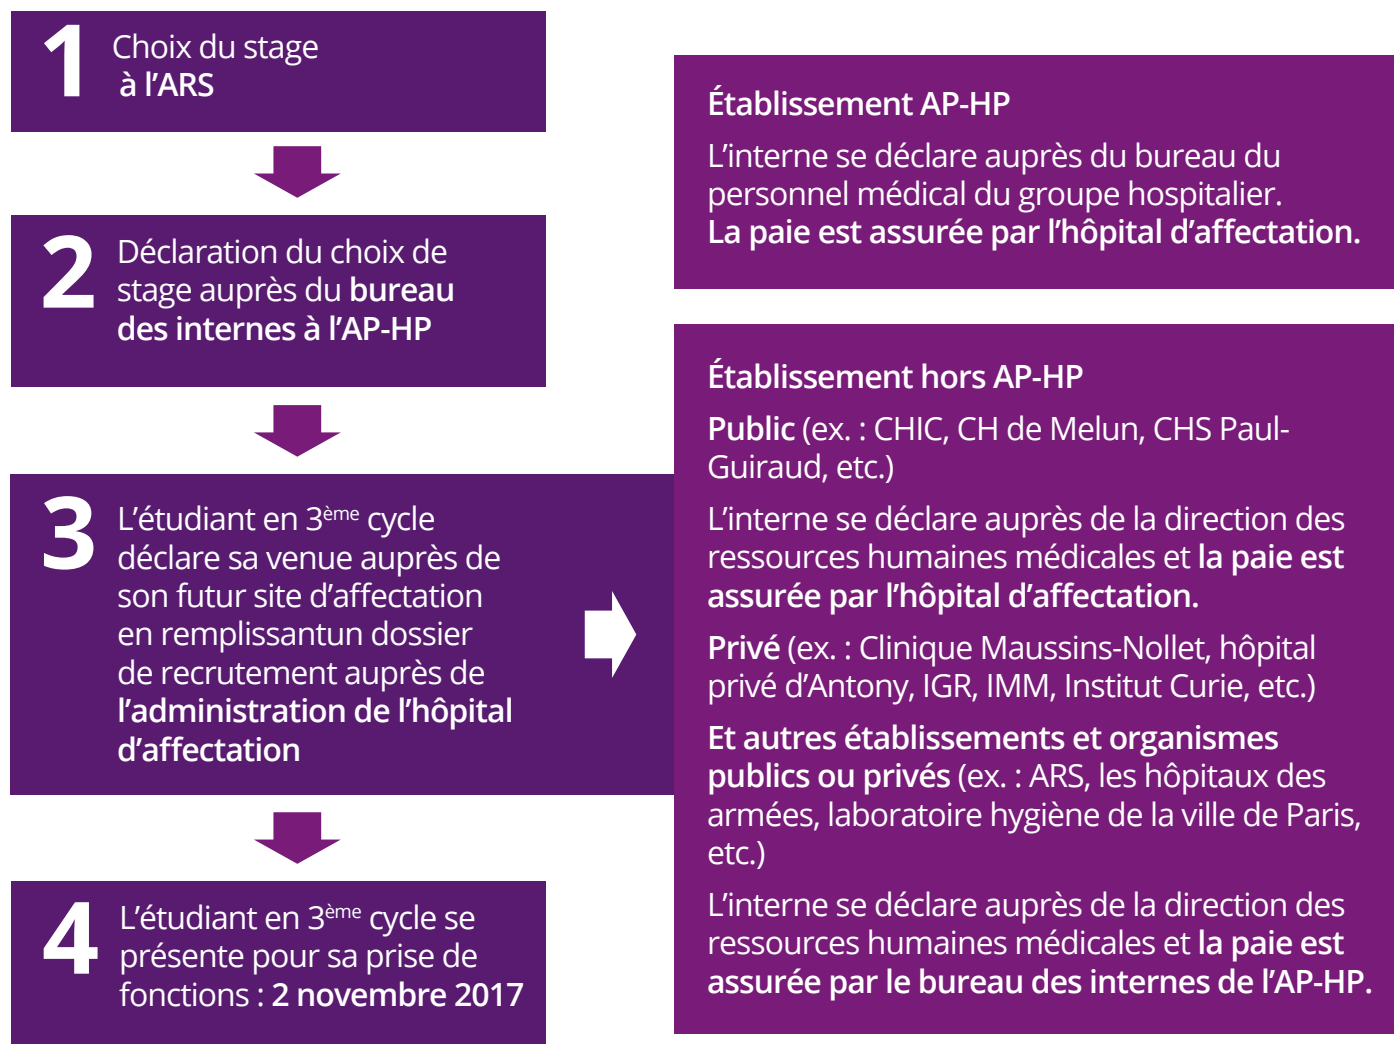 1
Choix du stage
à l’ARS
2
Déclaration du choix de
stage auprès du bureau
des internes à l’AP-HP
3
L’étudiant en 3ème cycle
déclare sa venue auprès de
son futur site d’affectation
en remplissantun dossier
de recrutement auprès de
l’administration de l’hôpital
d’affectation
4
L’étudiant en 3ème cycle se
présente pour sa prise de
fonctions : 2 novembre 2017
Établissement AP-HP
L’interne se déclare auprès du bureau du
personnel médical du groupe hospitalier.
La paie est assurée par l’hôpital d’affectation.
Établissement hors AP-HP
Public (ex. : CHIC, CH de Melun, CHS Paul-
Guiraud, etc.)
L’interne se déclare auprès de la direction des
ressources humaines médicales et la paie est
assurée par l’hôpital d’affectation.
Privé (ex. : Clinique Maussins-Nollet, hôpital
privé d’Antony, IGR, IMM, Institut Curie, etc.)
Et autres établissements et organismes
publics ou privés (ex. : ARS, les hôpitaux des
armées, laboratoire hygiène de la ville de Paris,
etc.)
L’interne se déclare auprès de la direction des
ressources humaines médicales et la paie est
assurée par le bureau des internes de l’AP-HP.